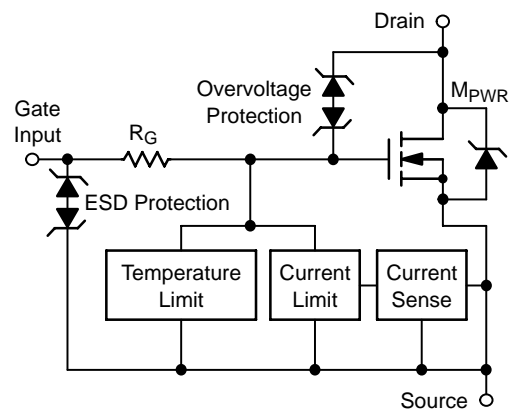 Drain
Overvoltage
Protection
MPWR
Gate
Input
RG
ESD Protection
Temperature
Limit
Current
Limit
Current
Sense
Source